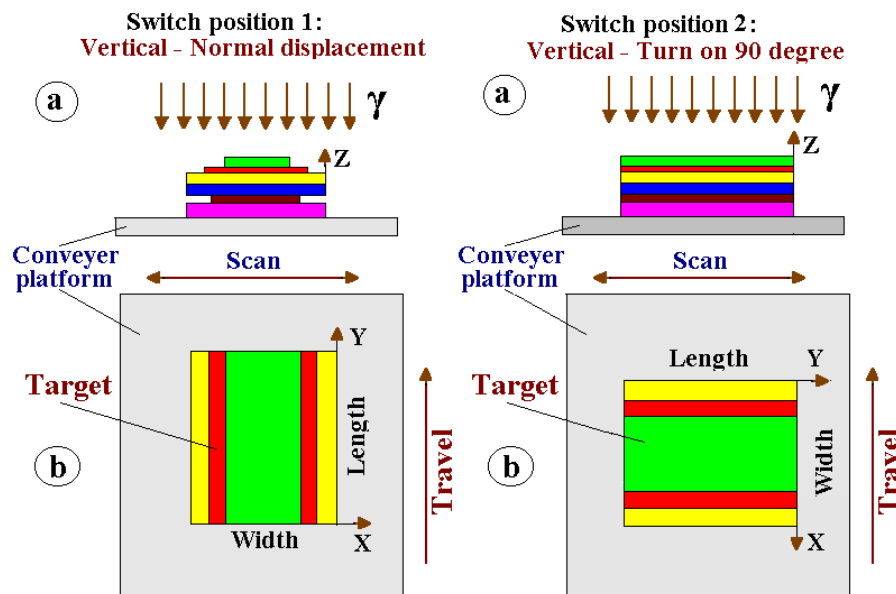 Switch position 1:
Vertical - Normal displacement
a
γ
Z
Conveyer
platform
Scan
Y
Target
Length
b
Travel
Width
X
Switch position 2:
Vertical - Turn on 90 degree
a
γ
Z
Conveyer
platform
Scan
Length
Y
Target
b
Width
Travel
X